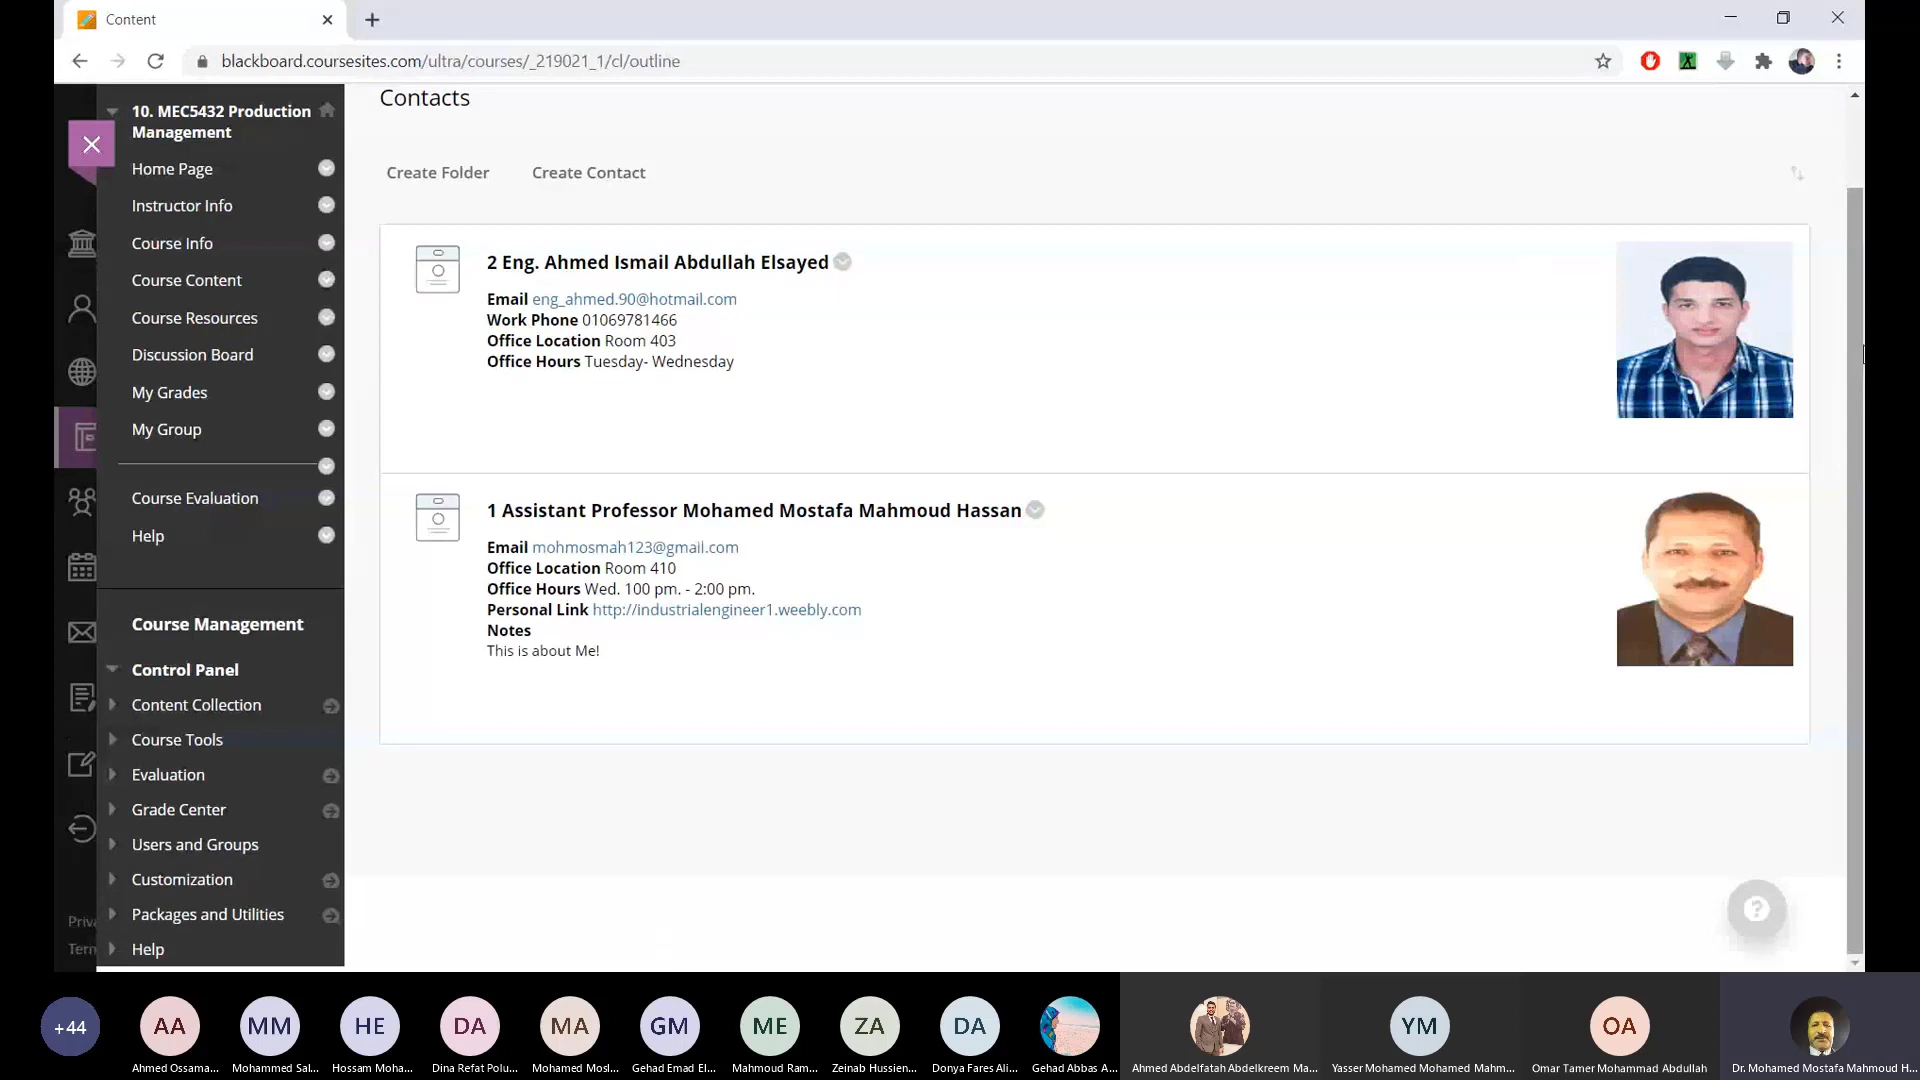 Content
blackboard.coursesites.com/ultra/courses/_219021_1/cl/outline
10. MEC5432 Production
Management
Home Page
Instructor Info
Course Info
Course Content
Course Resources
Discussion Board
My Grades
My Group
Course Evaluation
Help
Course Management
Control Panel
Content Collection
Course Tools
Evaluation
Grade Center
Users and Groups
Customization
Packages and Utilities
Help
Priva
Term
Contacts
Create Folder
Create Contact
2 Eng. Ahmed Ismail Abdullah Elsayed
Email eng_ahmed.90@hotmail.com
Work Phone 01069781466
Office Location Room 403
Office Hours Tuesday- Wednesday
1 Assistant Professor Mohamed Mostafa Mahmoud Hassan
Email mohmosmah123@gmail.com
Office Location Room 410
Office Hours Wed. 100 pm. - 2:00 pm.
Personal Link http://industrialengineer1.weebly.com
Notes
This is about Me!
?
+44
AA
MM
HE
DA
MA
GM
ME
ZA
DA
YM
OA
Ahmed Ossama...
Mohammed Sal...
Hossam Moha...
Dina Refat Polu...
Mohamed Mosl...
Gehad Emad El...
Mahmoud Ram...
Zeinab Hussien...
Donya Fares Ali...
Gehad Abbas A...
Ahmed Abdelfatah Abdelkreem Ma...
Yasser Mohamed Mohamed Mahm...
Omar Tamer Mohammad Abdullah
Dr. Mohamed Mostafa Mahmoud H...